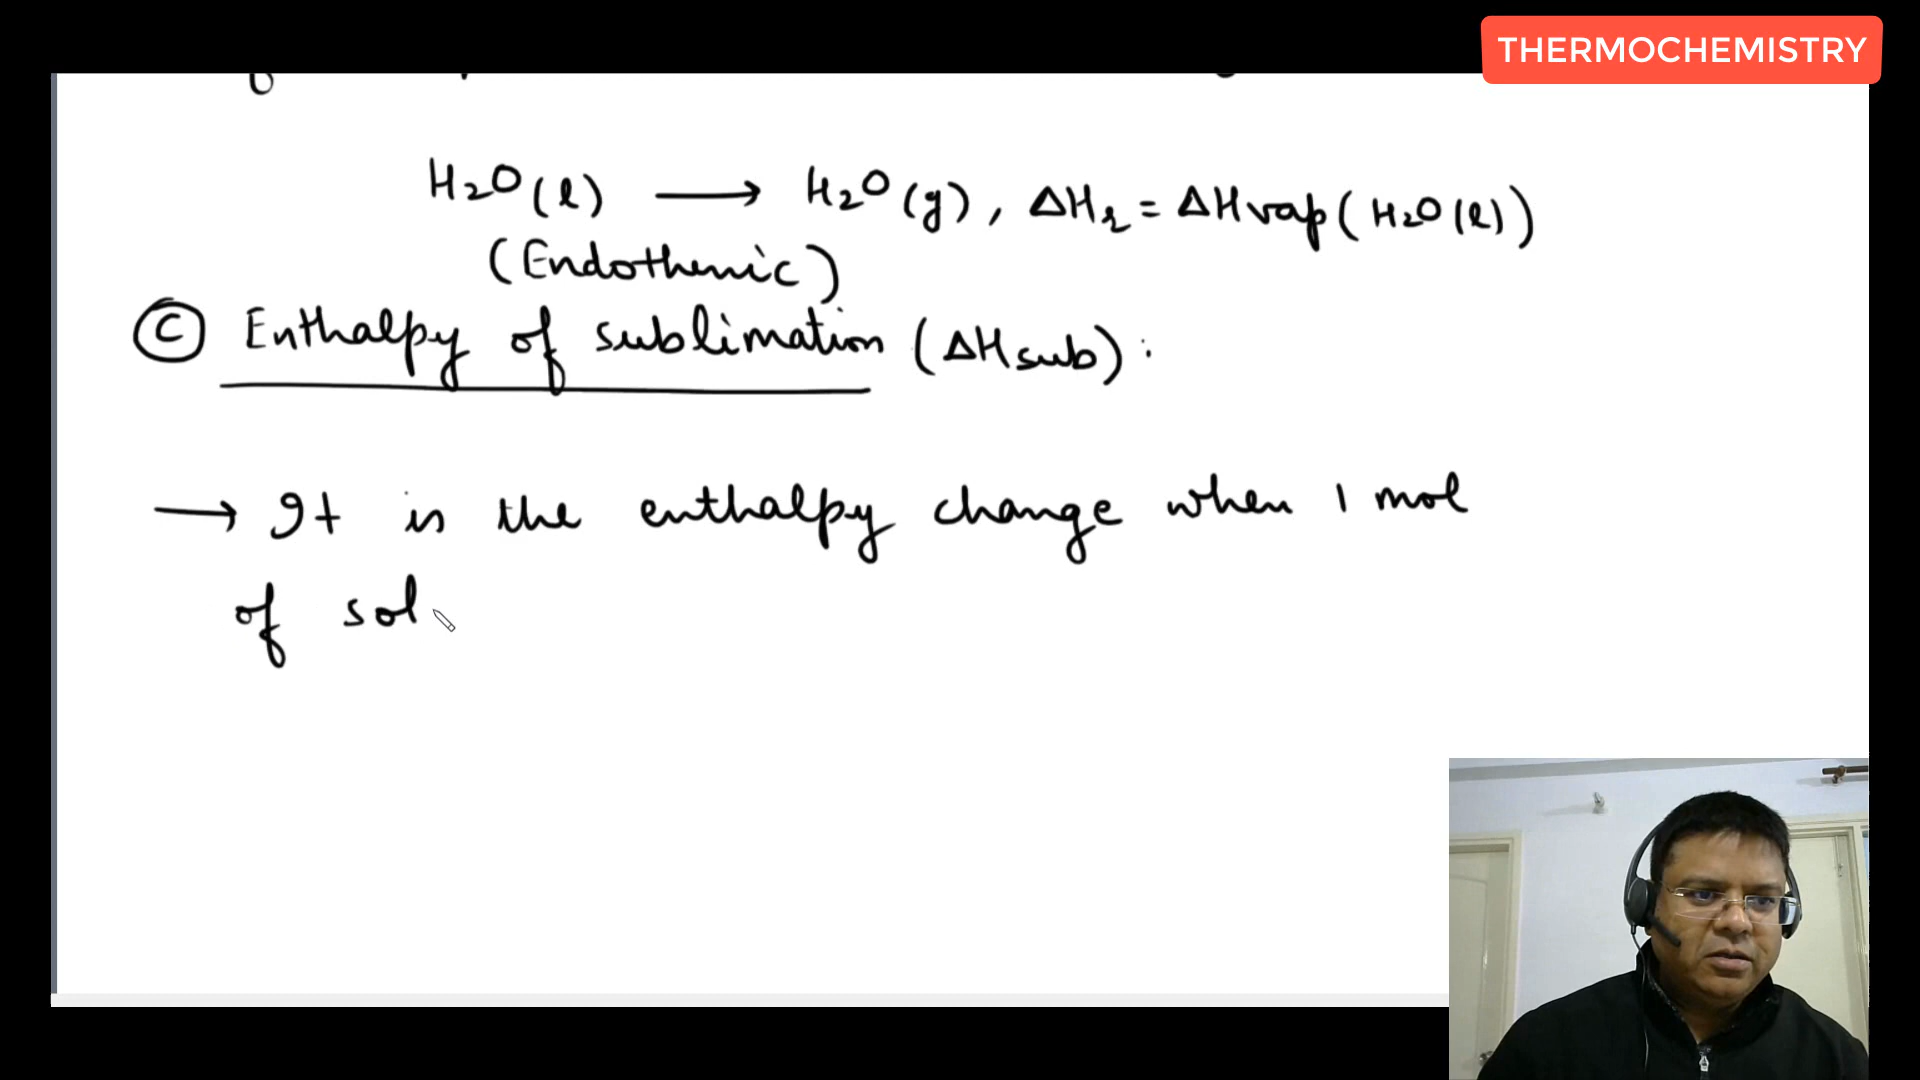 THERMOCHEMISTRY
H2O(l) ⟶ H2O(g), ΔHr = ΔHvap(H2O(l))
(Endothermic)
(C) Enthalpy of sublimation (ΔHsub):
→ It is the enthalpy change when 1 mol
of sol